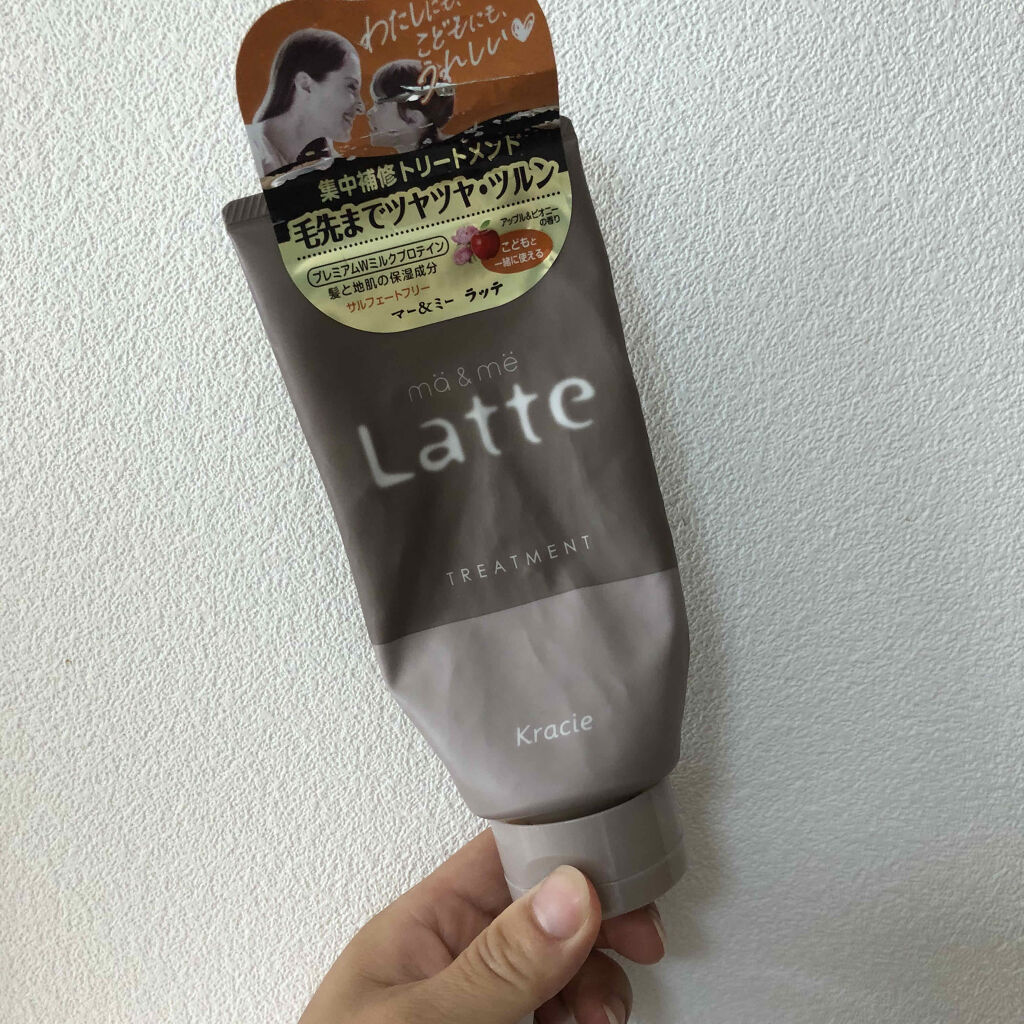 わたしにも、
こどもにも、
うれしい♡
集中補修トリートメント
毛先までツヤツヤ・ツルン
アップル&ピオニー
の香り
プレミアムWミルクプロテイン
こどもと
一緒に使える
髪と地肌の保湿成分
サルフェートフリー
マー&ミー ラッテ
mä & më
Latte
TREATMENT
Kracie